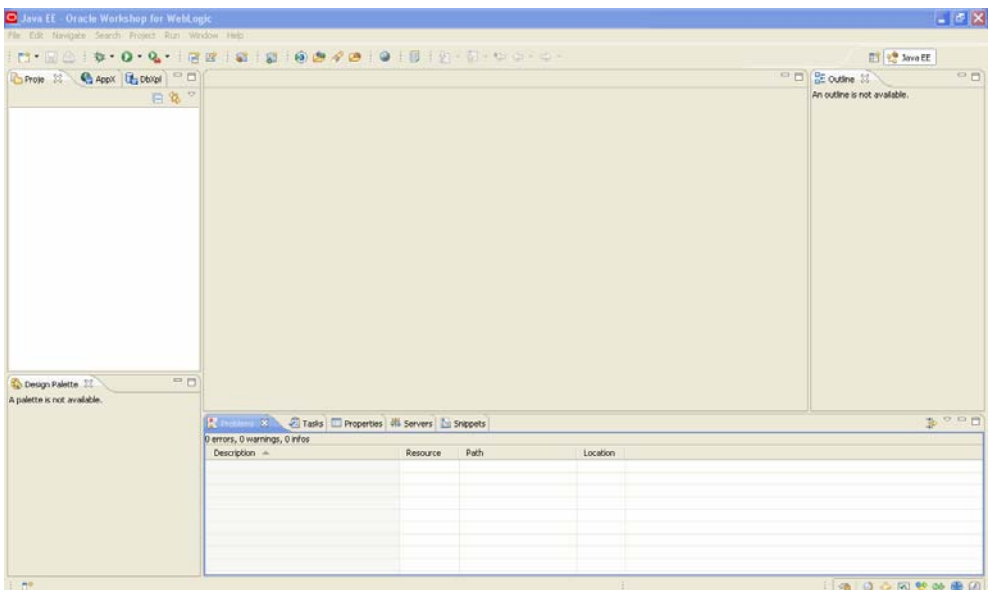 Java EE - Oracle Workshop for WebLogic
File Edit Navigate Search Project Run Window Help
Java EE
Proje AppX DbXpl
Outline
An outline is not available.
Design Palette
A palette is not available.
Problems Tasks Properties Servers Snippets
0 errors, 0 warnings, 0 infos
Description Resource Path Location